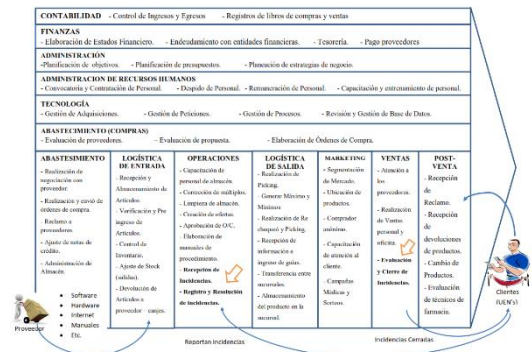 CONTABILIDAD - Control de Ingresos y Egresos - Registros de libros de compras y ventas
FINANZAS
- Elaboración de Estados Financiero. - Endeudamiento con entidades financieras. - Tesorería. - Pago proveedores
ADMINISTRACIÓN
-Planificación de objetivos. - Planificación de presupuestos. - Planeación de estrategias de negocio.
ADMINISTRACION DE RECURSOS HUMANOS
- Convocatoria y Contratación de Personal. - Despido de Personal. - Remuneración de Personal. - Capacitación y entrenamiento de personal.
TECNOLOGÍA
- Gestión de Adquisiciones. - Gestión de Peticiones. - Gestión de Procesos. - Revisión y Gestión de Base de Datos.
ABASTECIMIENTO (COMPRAS)
- Evaluación de proveedores. - Evaluación de propuesta. - Elaboración de Órdenes de Compra.
ABASTESIMIENTO
- Realización de
negociación con
proveedor.
- Realización y envió de
órdenes de compra.
- Reclamo a
proveedores
- Ajuste de notas de
crédito.
- Administración de
Almacén.
LOGÍSTICA
DE ENTRADA
- Recepción y
Almacenamiento de
Artículos.
- Verificación y Pre
ingreso de
Artículos.
- Control de
Inventario.
- Ajuste de Stock
(salidas).
- Devolución de
Artículos a
proveedor - canjes.
OPERACIONES
- Capacitación de
personal de almacén.
- Corrección de múltiplos.
- Limpieza de almacén.
- Creación de ofertas.
- Aprobación de O/C.
- Elaboración de
manuales de
procedimiento.
- Recepción de
Incidencias.
- Registro y Resolución
de incidencias.
LOGÍSTICA
DE SALIDA
- Realización de
Picking.
- Generar Máximo y
Mínimos
- Realización de Re
chequeó y Picking.
- Recepción de
información e
ingreso de guías.
- Transferencia entre
sucursales.
- Almacenamiento
del producto en la
sucursal.
MARKETING
- Segmentación
de Mercado.
- Ubicación de
productos.
- Comprador
anónimo.
- Capacitación
de atención al
cliente.
- Campañas
Médicas y
Sorteos.
VENTAS
- Atención a
los
proveedores.
- Realización
de Ventas
personal y
oficina.
- Evaluación
y Cierre de
Incidencias.
POST-
VENTA
- Recepción
de
Reclamo.
- Recepción
de
devoluciones
de productos.
- Cambio de
Productos.
- Evaluación
de técnicos de
farmacia.
Clientes
(UEN's)
Proveedor
• Software
• Hardware
• Internet
• Manuales
• Etc.
Reportan Incidencias
Incidencias Cerradas